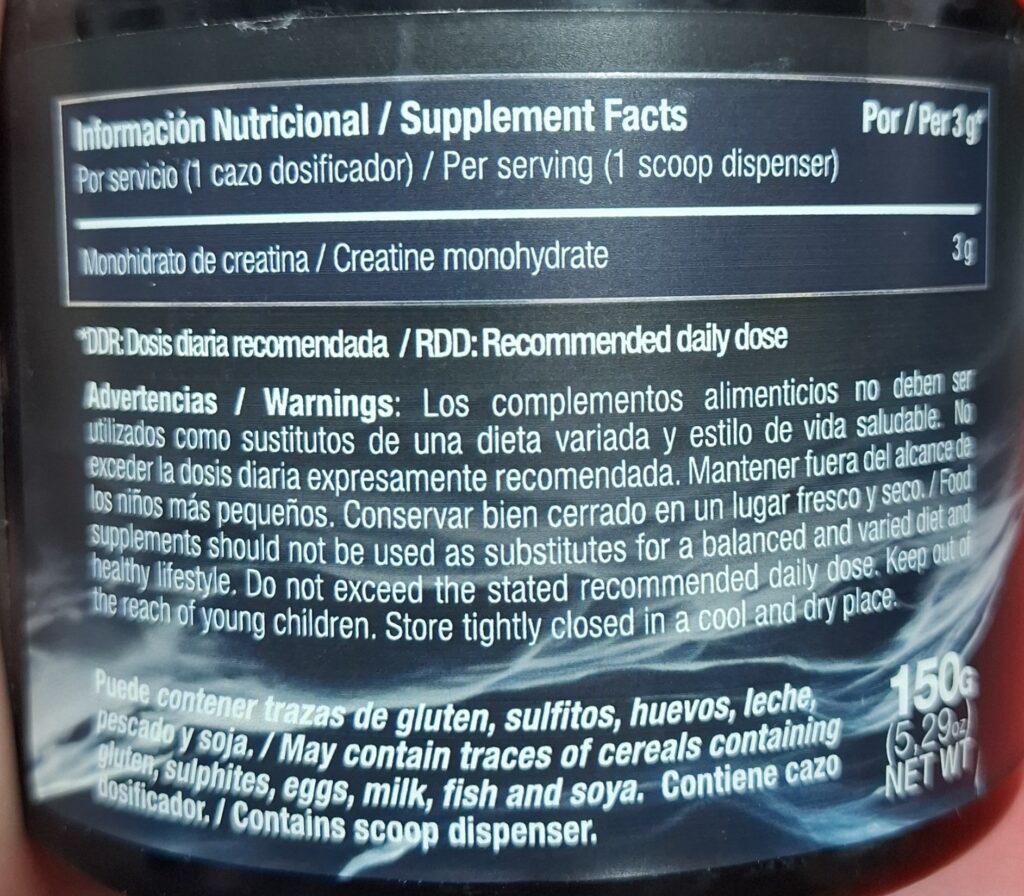 Información Nutricional / Supplement Facts Por / Per 3 g*
Por servicio (1 cazo dosificador) / Per serving (1 scoop dispenser)
Monohidrato de creatina / Creatine monohydrate 3 g
*DDR: Dosis diaria recomendada / RDD: Recommended daily dose
Advertencias / Warnings: Los complementos alimenticios no deben ser
utilizados como sustitutos de una dieta variada y estilo de vida saludable. No
exceder la dosis diaria expresamente recomendada. Mantener fuera del alcance de
los niños más pequeños. Conservar bien cerrado en un lugar fresco y seco. / Food
supplements should not be used as substitutes for a balanced and varied diet and
healthy lifestyle. Do not exceed the stated recommended daily dose. Keep out of
the reach of young children. Store tightly closed in a cool and dry place.
Puede contener trazas de gluten, sulfitos, huevos, leche,
pescado y soja. / May contain traces of cereals containing
gluten, sulphites, eggs, milk, fish and soya. Contiene cazo
dosificador. / Contains scoop dispenser.
150G
(5,29oz)
NET WT